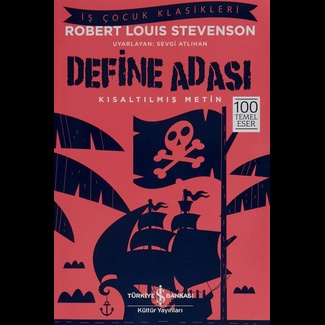 İŞ ÇOCUK KLASİKLERİ
ROBERT LOUIS STEVENSON
UYARLAYAN: SEVGİ ATLIHAN
DEFİNE ADASI
KISALTILMIŞ METİN
100
TEMEL
ESER
TÜRKİYE İŞ BANKASI
Kültür Yayınları